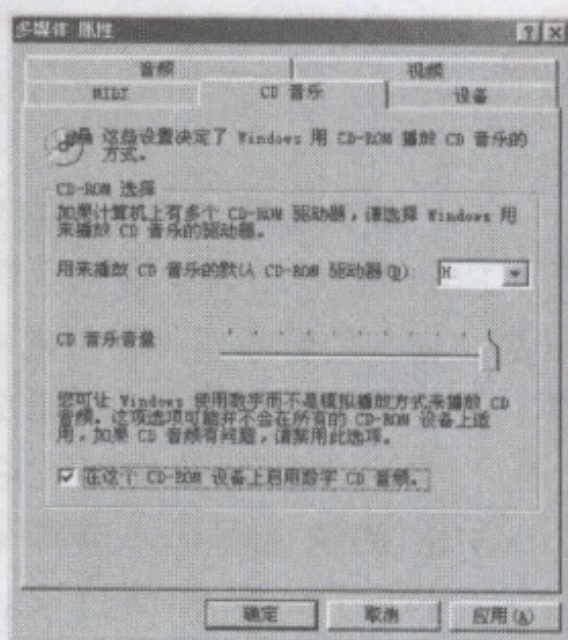 多媒体 属性
音频
视频
MIDI
CD 音乐
设备
这些设置决定了 Windows 用 CD-ROM 播放 CD 音乐的
方式。
CD-ROM 选择
如果计算机上有多个 CD-ROM 驱动器，请选择 Windows 用
来播放 CD 音乐的驱动器。
用来播放 CD 音乐的默认 CD-ROM 驱动器(D):
H:
CD 音乐音量
您可让 Windows 使用数字而不是模拟播放方式来播放 CD
音频。这项选项可能并不会在所有的 CD-ROM 设备上适
用，如果 CD 音频有问题，请禁用此选项。
在这个 CD-ROM 设备上启用数字 CD 音频。
确定
取消
应用(A)